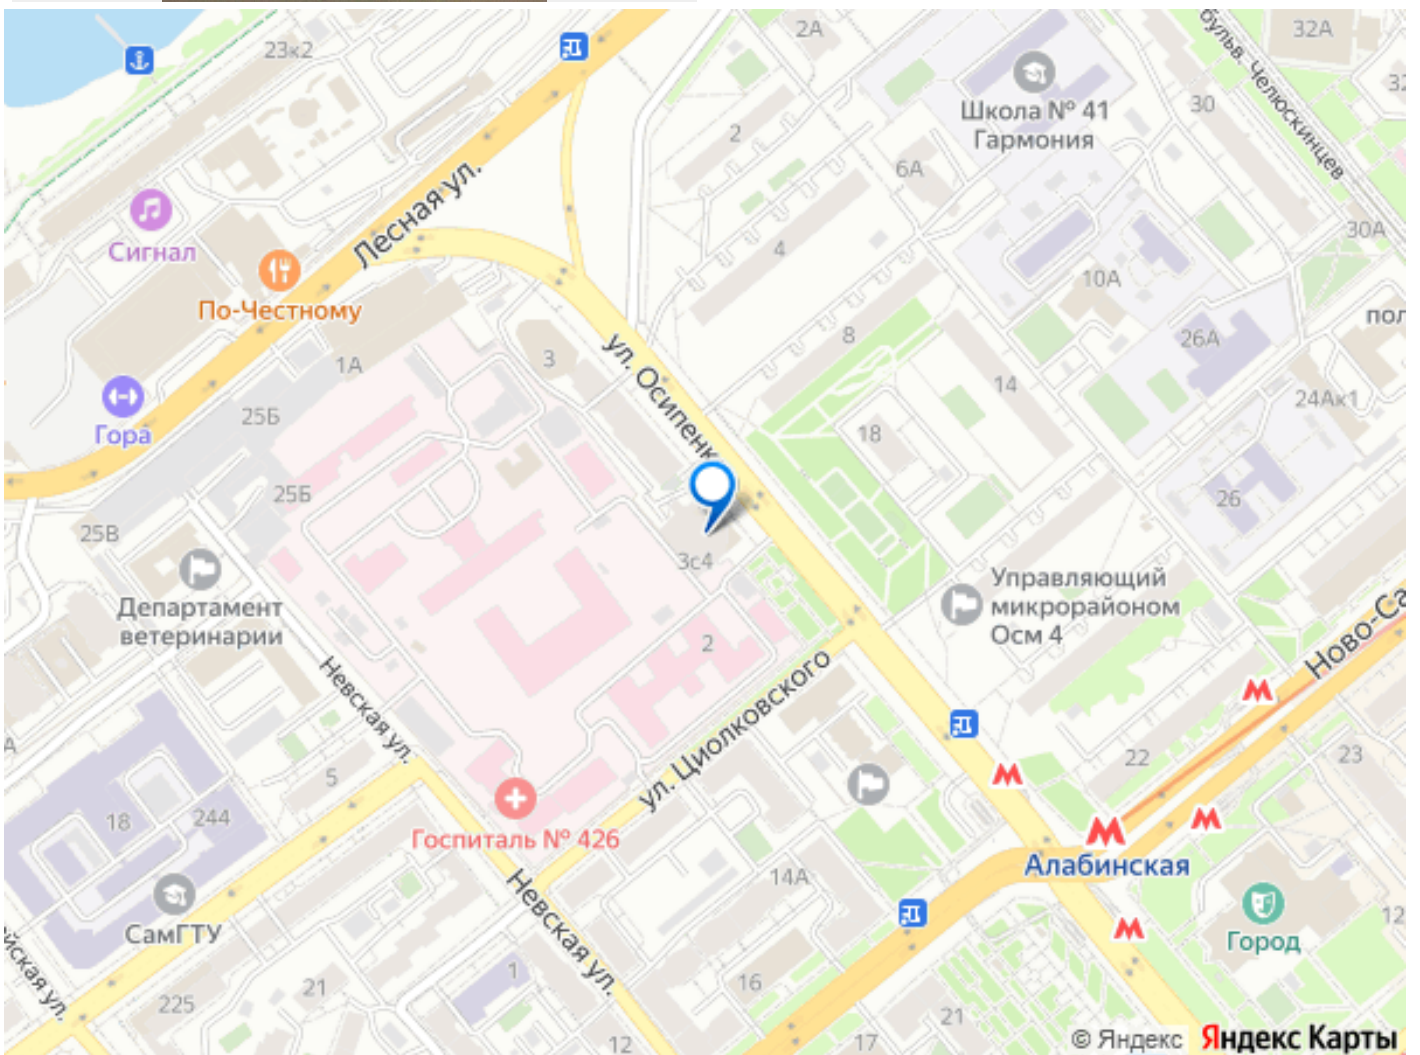 23к2
2А
32А
бульв. Челюскинцев
Школа № 41
Гармония
30
32
2
6А
Лесная ул.
Сигнал
4
30А
10А
По-Честному
пол
ул. Осипенк
8
26А
3
1А
14
24Ак1
Гора
25Б
18
25Б
26
25В
3с4
Департамент
ветеринарии
Управляющий
микрорайоном
Осм 4
Ново-Са
2
Невская ул.
ул. Циолковского
А
5
22
23
18
244
Госпиталь № 426
Алабинская
14А
СамГТУ
Невская ул.
Город
12
йская ул.
1
16
21
225
21
12
17
© Яндекс Яндекс Карты